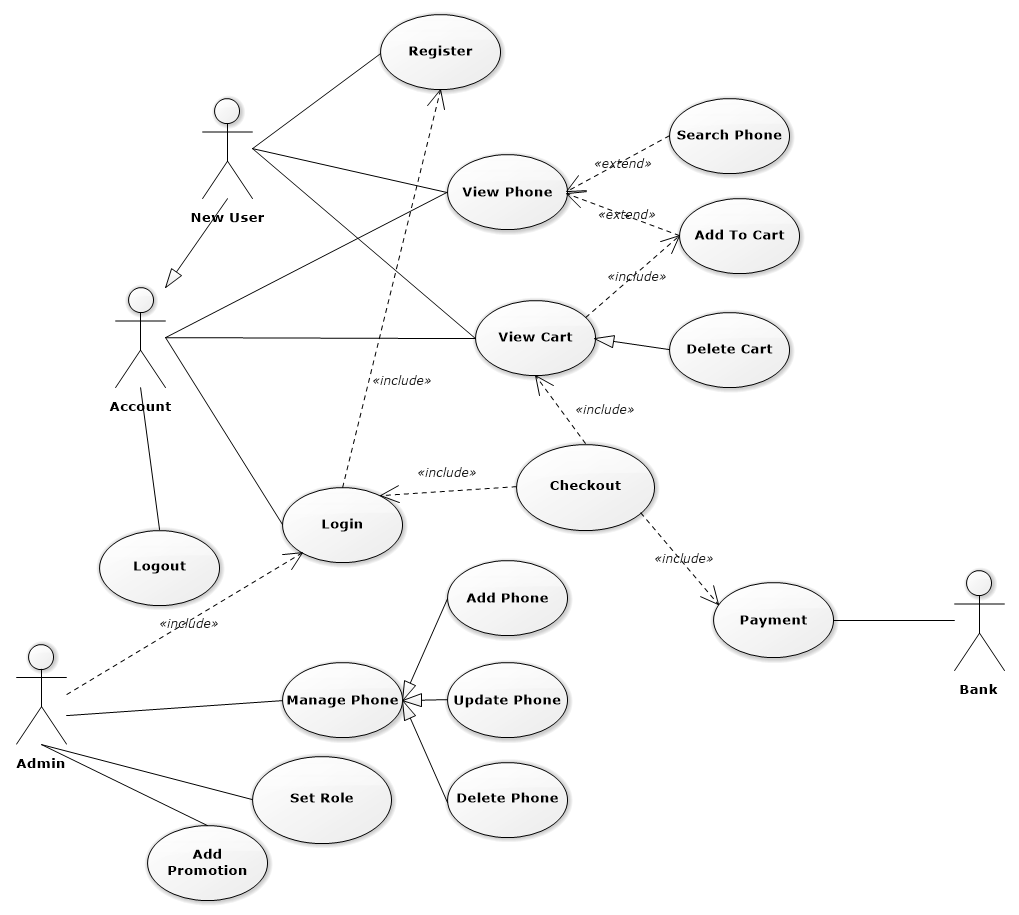 Register
Search Phone
«extend»
View Phone
New User
«extend»
Add To Cart
«include»
View Cart
Delete Cart
«include»
Account
«include»
«include»
Checkout
Login
«include»
Logout
Add Phone
«include»
Payment
Bank
Manage Phone
Update Phone
Admin
Set Role
Delete Phone
Add
Promotion